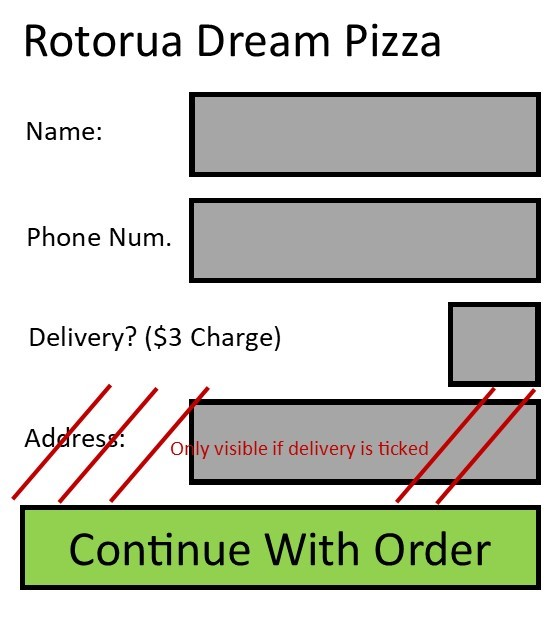 Rotorua Dream Pizza
Name:
Phone Num.
Delivery? ($3 Charge)
Address:
Only visible if delivery is ticked
Continue With Order